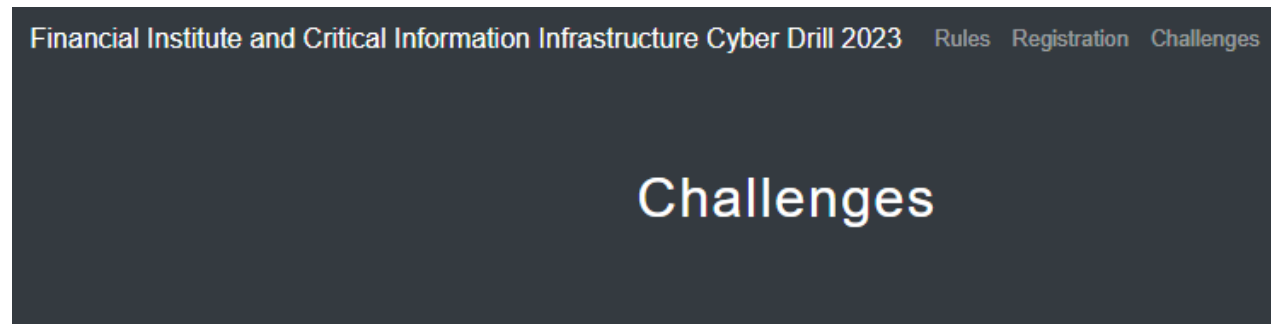 Financial Institute and Critical Information Infrastructure Cyber Drill 2023 Rules Registration Challenges
Challenges